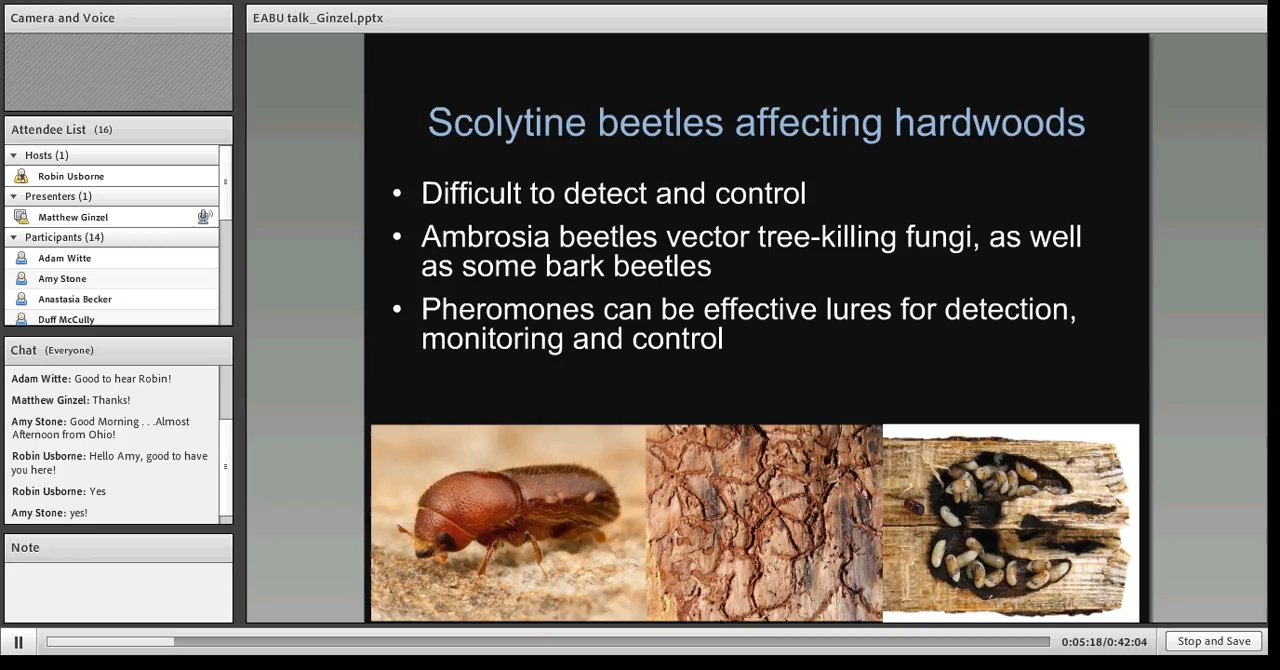 Camera and Voice
Attendee List (16)
Hosts (1)
Robin Usborne
Presenters (1)
Matthew Ginzel
Participants (14)
Adam Witte
Amy Stone
Anastasia Becker
Duff McCully
Chat (Everyone)
Adam Witte: Good to hear Robin!
Matthew Ginzel: Thanks!
Amy Stone: Good Morning . . .Almost
Afternoon from Ohio!
Robin Usborne: Hello Amy, good to have
you here!
Robin Usborne: Yes
Amy Stone: yes!
Note
EABU talk_Ginzel.pptx
Scolytine beetles affecting hardwoods
• Difficult to detect and control
• Ambrosia beetles vector tree-killing fungi, as well
as some bark beetles
• Pheromones can be effective lures for detection,
monitoring and control
0:05:18/0:42:04
Stop and Save